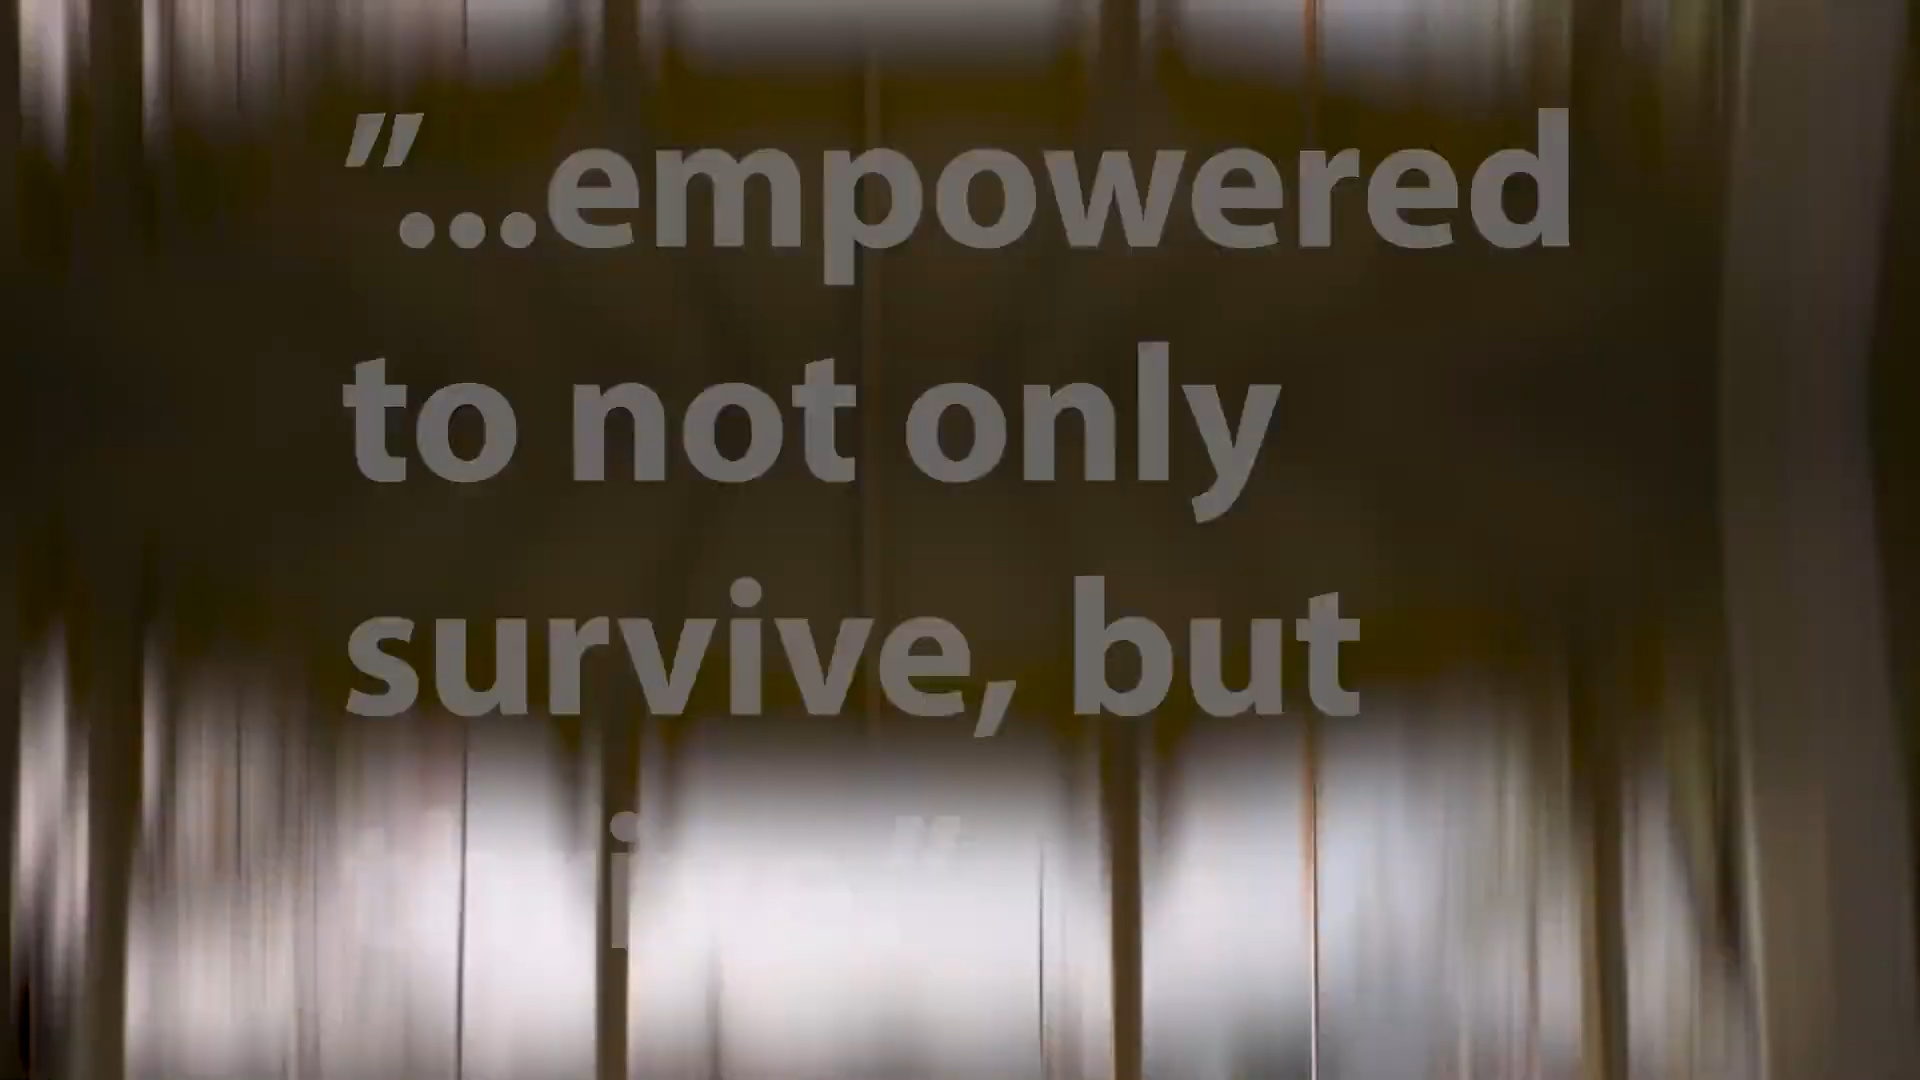 "...empowered
to not only
survive, but